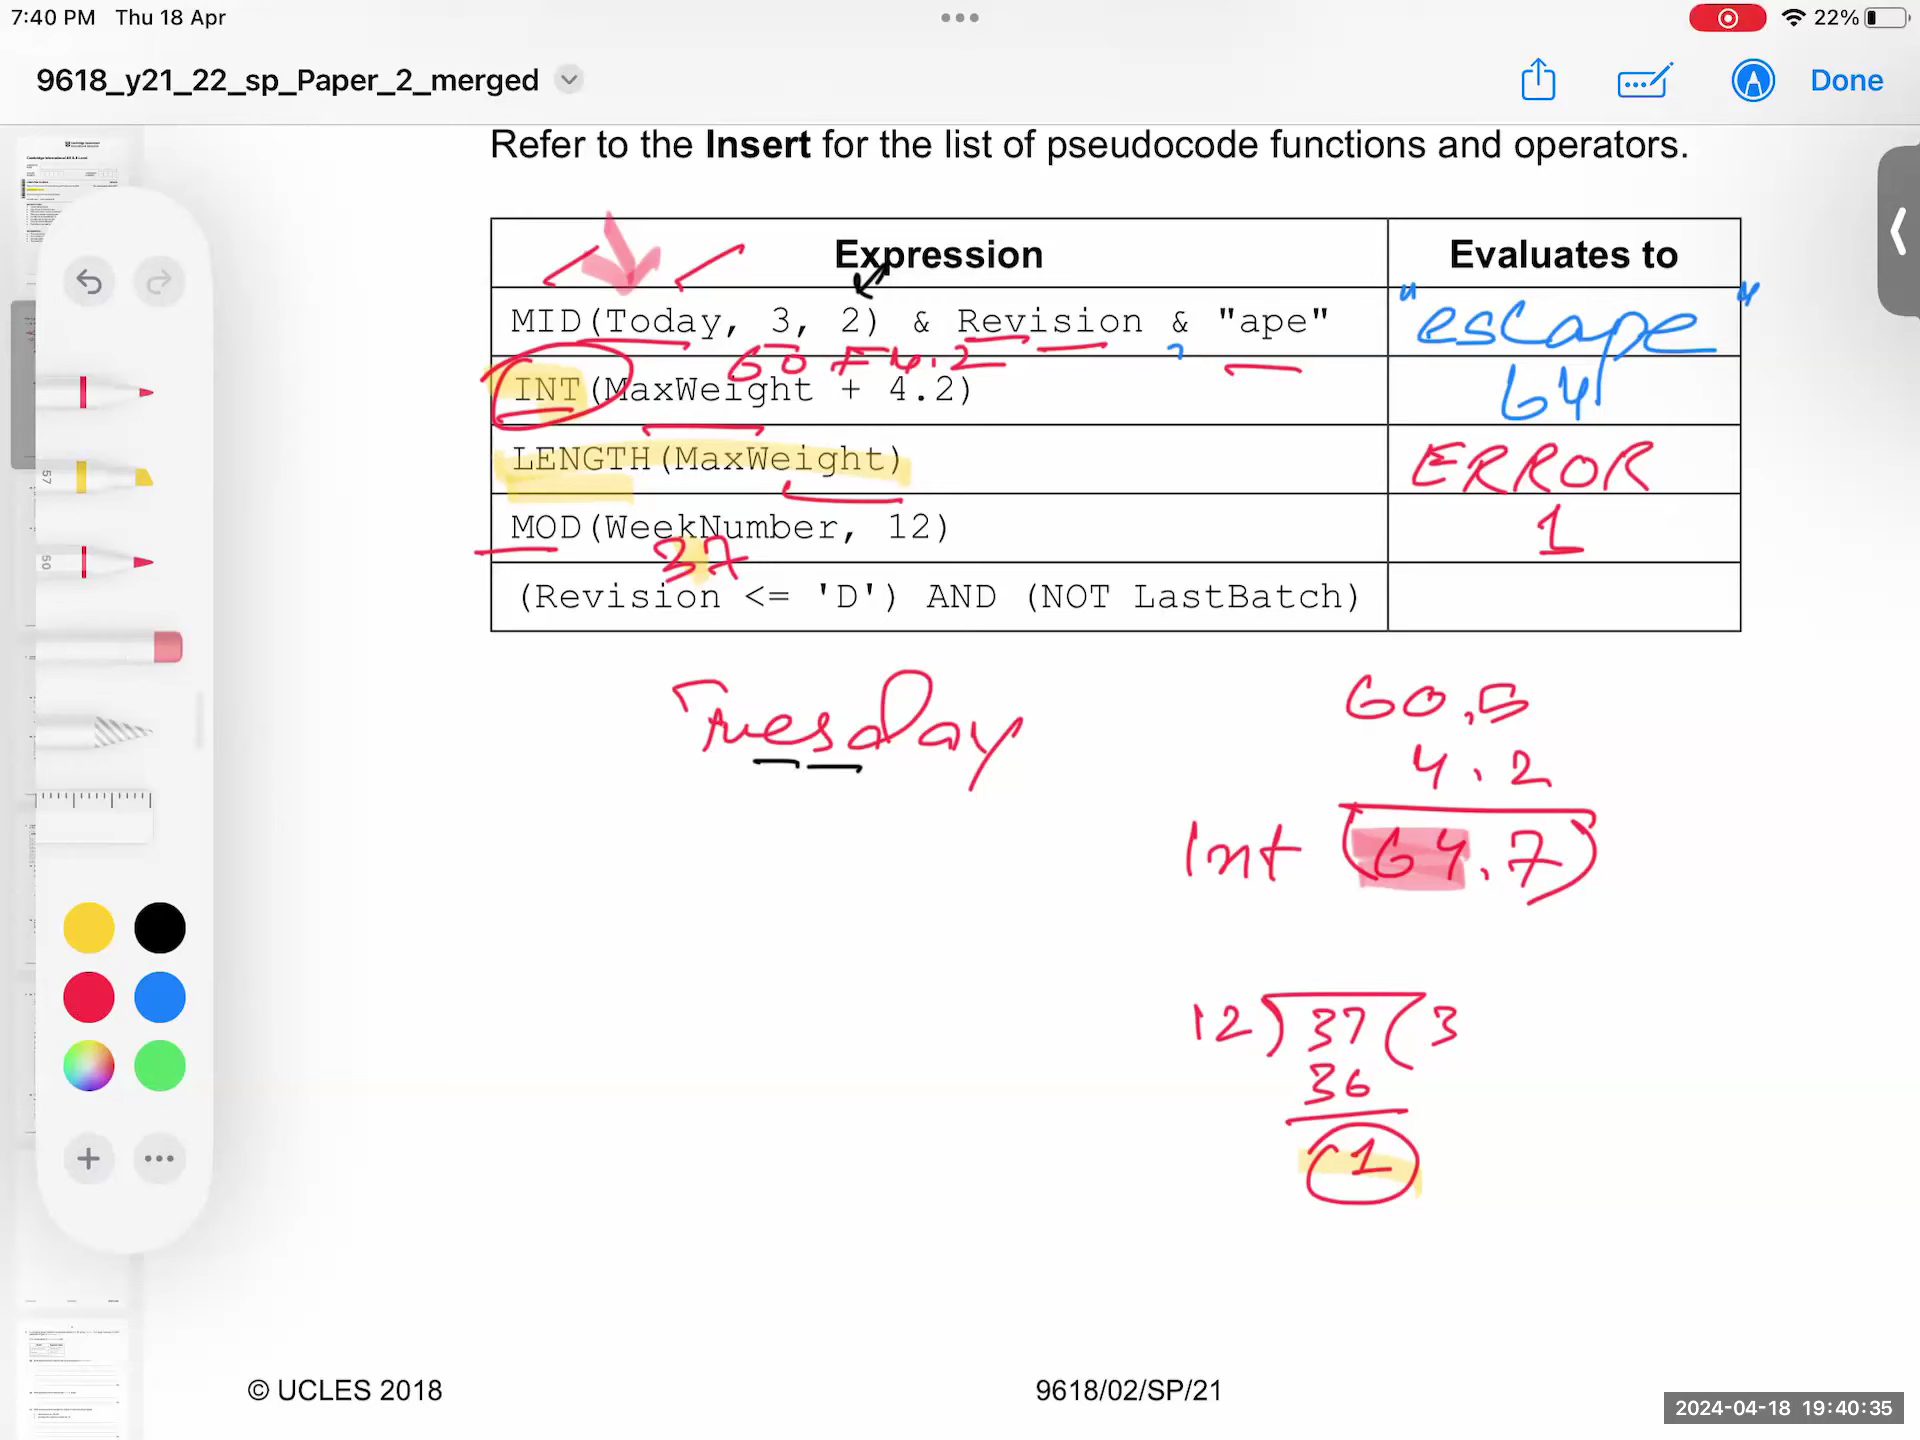 7:40 PM Thu 18 Apr
22%
9618_y21_22_sp_Paper_2_merged
Done
Refer to the Insert for the list of pseudocode functions and operators.
Expression Evaluates to
MID(Today, 3, 2) & Revision & "ape" "escape"
60 + 4.2
INT(MaxWeight + 4.2) 64
LENGTH(MaxWeight) ERROR
MOD(WeekNumber, 12) 1
37
(Revision <= 'D') AND (NOT LastBatch)
Tuesday
60.5
4.2
Int (64.7)
12) 37 (3
36
1
57
50
© UCLES 2018
9618/02/SP/21
2024-04-18 19:40:35